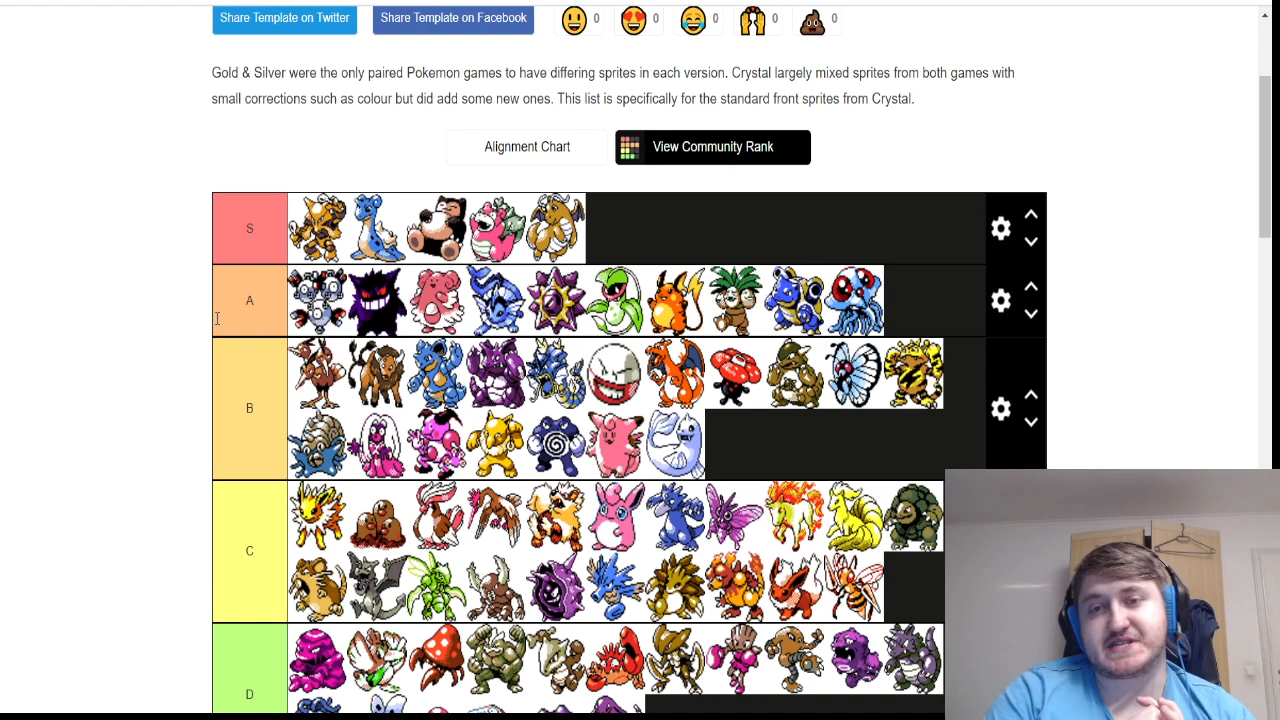 Share Template on Twitter
Share Template on Facebook
0
0
0
0
0
Gold & Silver were the only paired Pokemon games to have differing sprites in each version. Crystal largely mixed sprites from both games with
small corrections such as colour but did add some new ones. This list is specifically for the standard front sprites from Crystal.
Alignment Chart
View Community Rank
S
A
B
C
D